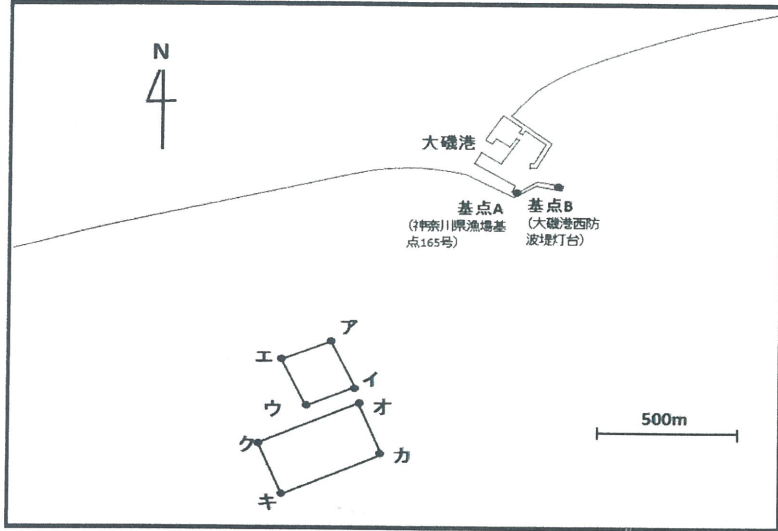 N
大磯港
基点A
(神奈川県漁場基
点165号)
基点B
(大磯港西防
波堤灯台)
ア
エ
イ
ウ
オ
ク
カ
キ
500m